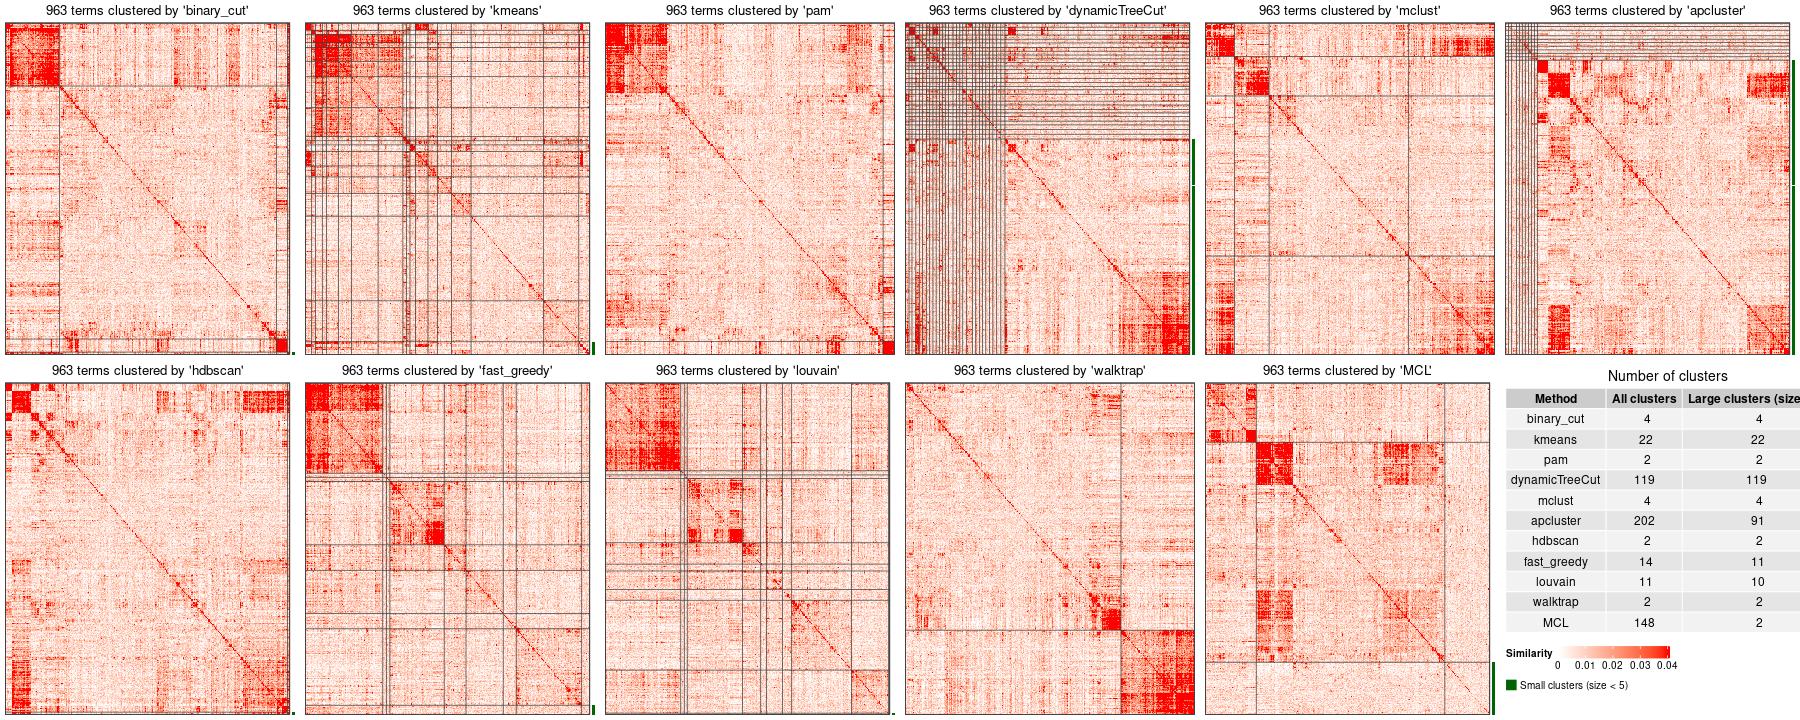 963 terms clustered by 'binary_cut'
963 terms clustered by 'kmeans'
963 terms clustered by 'pam'
963 terms clustered by 'dynamicTreeCut'
963 terms clustered by 'mclust'
963 terms clustered by 'apcluster'
963 terms clustered by 'hdbscan'
963 terms clustered by 'fast_greedy'
963 terms clustered by 'louvain'
963 terms clustered by 'walktrap'
963 terms clustered by 'MCL'
Number of clusters
Method All clusters Large clusters (size
binary_cut 4 4
kmeans 22 22
pam 2 2
dynamicTreeCut 119 119
mclust 4 4
apcluster 202 91
hdbscan 2 2
fast_greedy 14 11
louvain 11 10
walktrap 2 2
MCL 148 2
Similarity
0 0.01 0.02 0.03 0.04
Small clusters (size < 5)